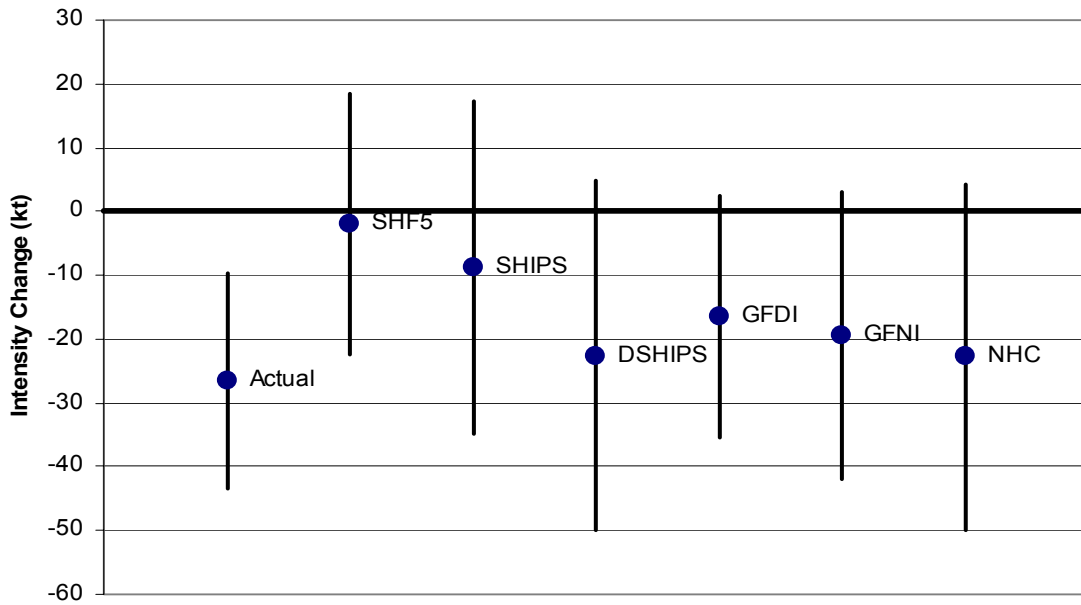 30
20
10
0
-10
-20
-30
-40
-50
-60
Intensity Change (kt)
Actual
SHF5
SHIPS
DSHIPS
GFDI
GFNI
NHC